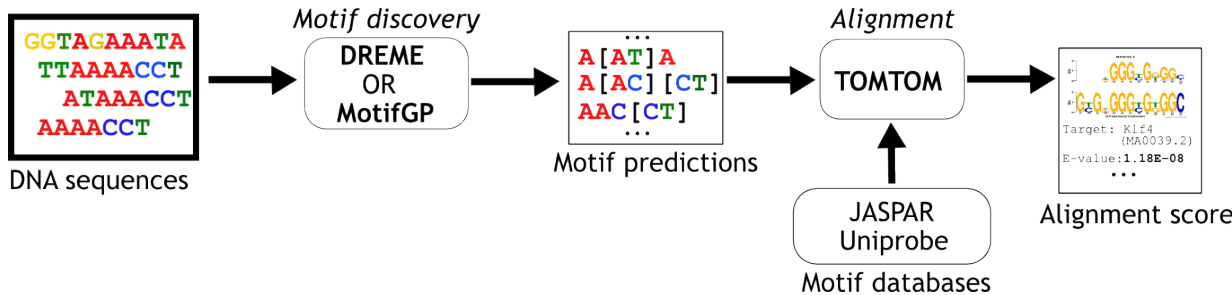 GGTAGAAATA
TTAAAACCT
ATAAACCT
AAAACCT
DNA sequences
Motif discovery
DREME
OR
MotifGP
...
A[AT]A
A[AC][CT]
AAC[CT]
...
Motif predictions
Alignment
TOMTOM
JASPAR
Uniprobe
Motif databases
Target: Klf4
(MA0039.2)
E-value:1.18E-08
...
Alignment score